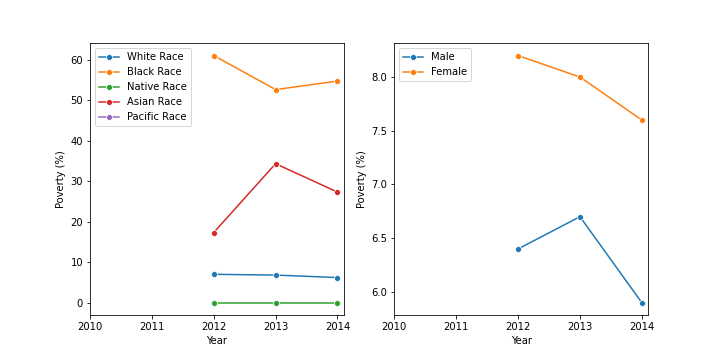 White Race
Black Race
Native Race
Asian Race
Pacific Race
60
50
40
30
20
10
0
Poverty (%)
2010 2011 2012 2013 2014
Year
Male
Female
8.0
7.5
7.0
6.5
6.0
Poverty (%)
2010 2011 2012 2013 2014
Year